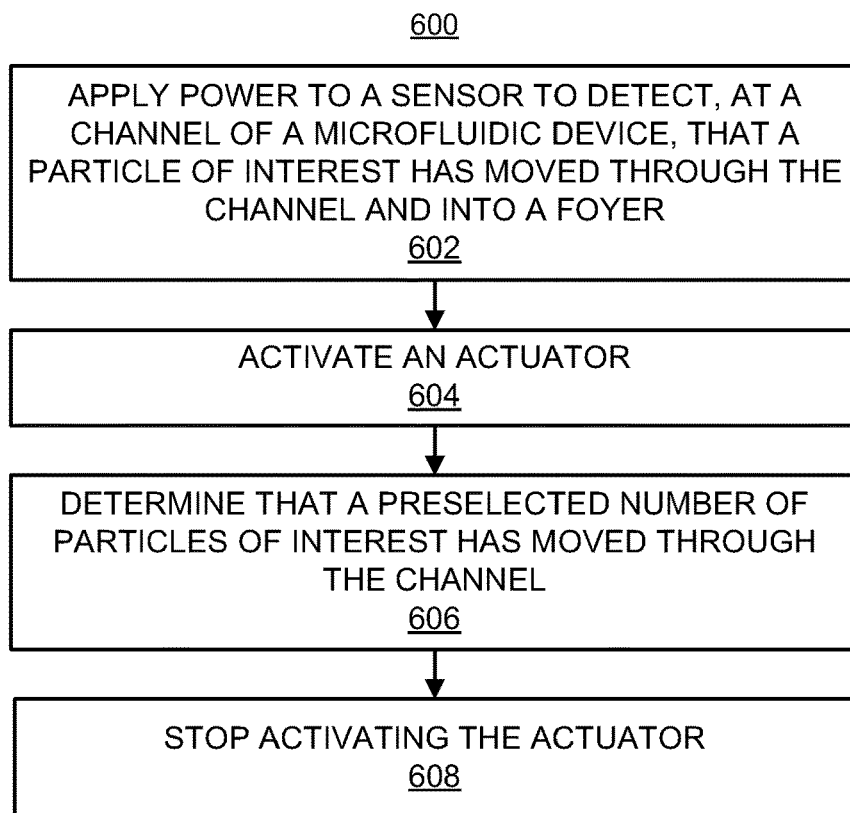 600
APPLY POWER TO A SENSOR TO DETECT, AT A
CHANNEL OF A MICROFLUIDIC DEVICE, THAT A
PARTICLE OF INTEREST HAS MOVED THROUGH THE
CHANNEL AND INTO A FOYER
602
ACTIVATE AN ACTUATOR
604
DETERMINE THAT A PRESELECTED NUMBER OF
PARTICLES OF INTEREST HAS MOVED THROUGH
THE CHANNEL
606
STOP ACTIVATING THE ACTUATOR
608